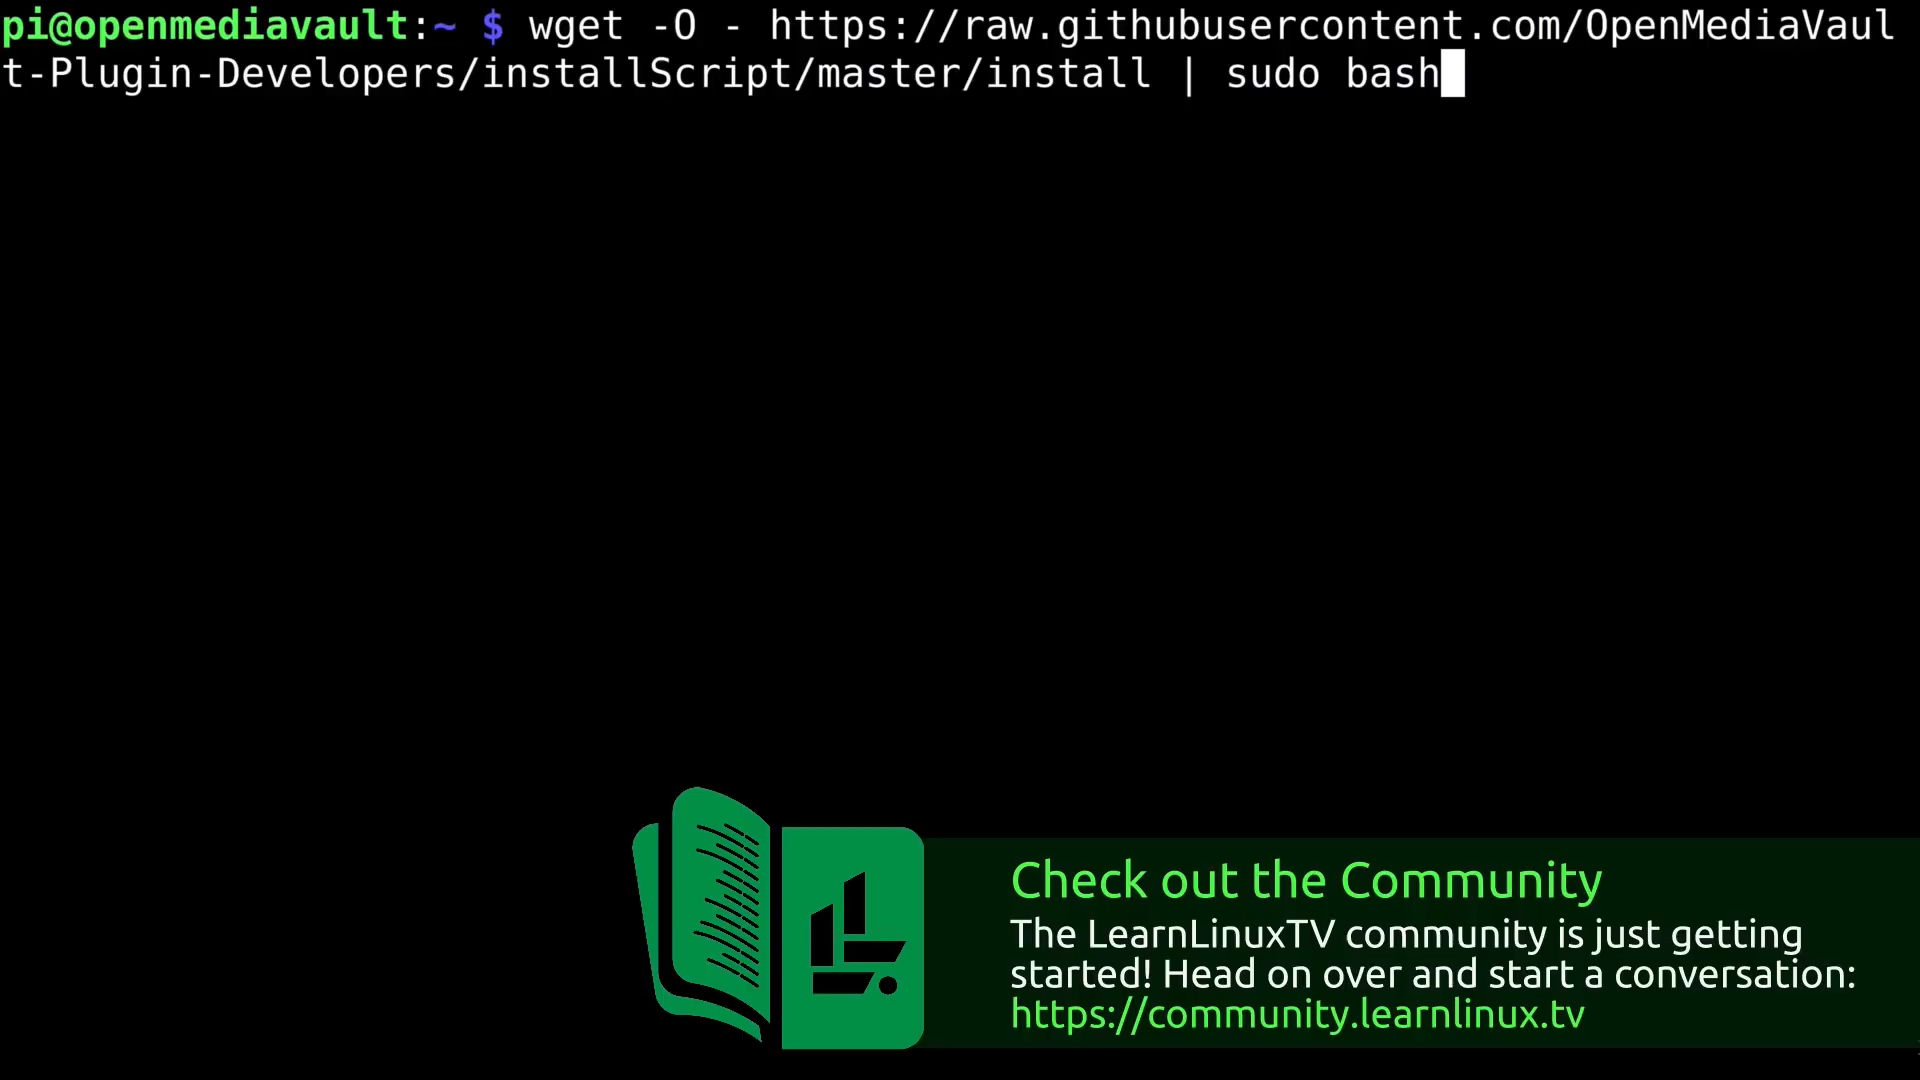 pi@openmediavault:~ $ wget -O - https://raw.githubusercontent.com/OpenMediaVaul
t-Plugin-Developers/installScript/master/install | sudo bash
Check out the Community
The LearnLinuxTV community is just getting
started! Head on over and start a conversation:
https://community.learnlinux.tv